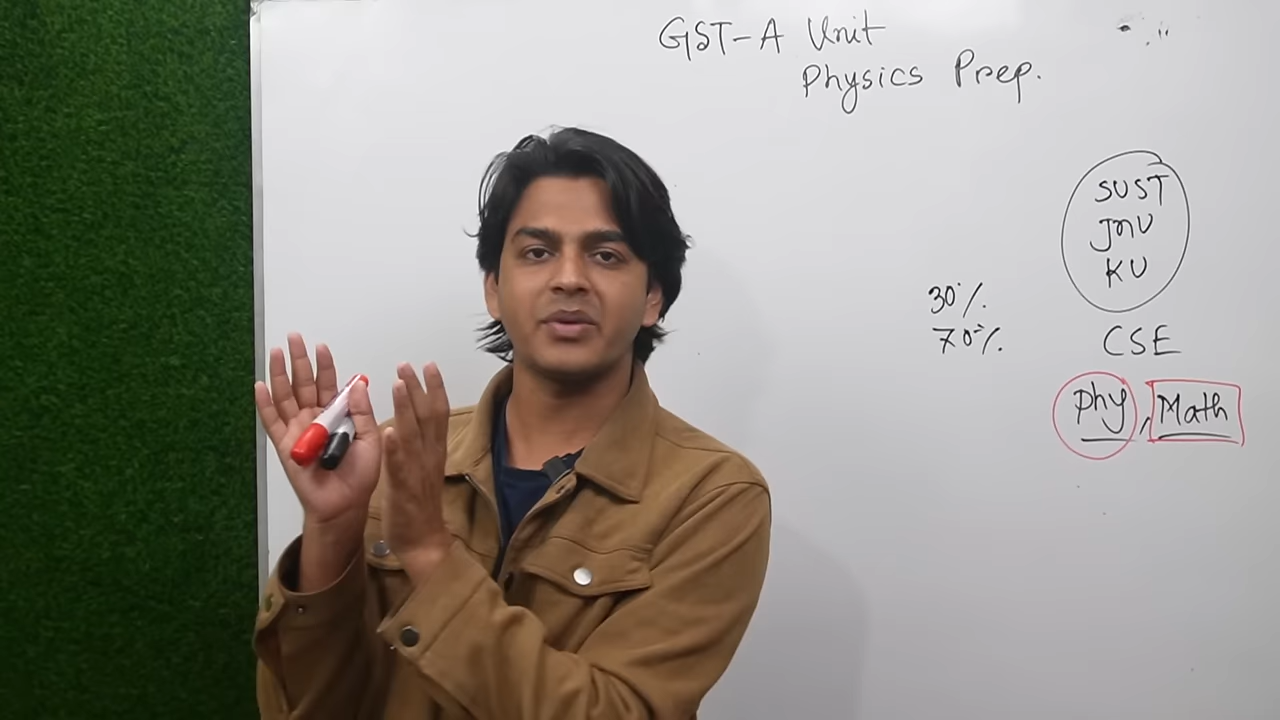 GST-A Unit
Physics Prep.
SUST
JnU
KU
30%.
70%.
CSE
Phy, Math